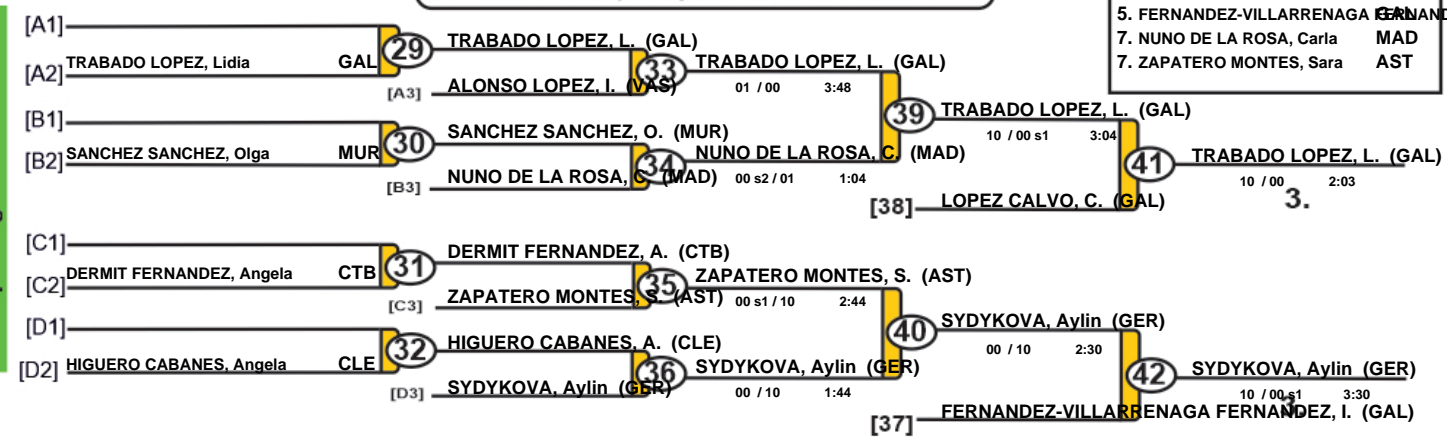 5. FERNANDEZ-VILLARRENAGA FERNAND GAL
7. NUNO DE LA ROSA, Carla MAD
7. ZAPATERO MONTES, Sara AST
[A1]
[A2] TRABADO LOPEZ, Lidia GAL
29
TRABADO LOPEZ, L. (GAL)
[A3] ALONSO LOPEZ, I. (VAS)
33
TRABADO LOPEZ, L. (GAL)
01 / 00 3:48
[B1]
[B2] SANCHEZ SANCHEZ, Olga MUR
30
SANCHEZ SANCHEZ, O. (MUR)
[B3] NUNO DE LA ROSA, C. (MAD)
34
NUNO DE LA ROSA, C. (MAD)
00 s2 / 01 1:04
39
TRABADO LOPEZ, L. (GAL)
10 / 00 s1 3:04
[38] LOPEZ CALVO, C. (GAL)
41
TRABADO LOPEZ, L. (GAL)
10 / 00 2:03
3.
[C1]
[C2] DERMIT FERNANDEZ, Angela CTB
31
DERMIT FERNANDEZ, A. (CTB)
[C3] ZAPATERO MONTES, S. (AST)
35
ZAPATERO MONTES, S. (AST)
00 s1 / 10 2:44
[D1]
[D2] HIGUERO CABANES, Angela CLE
32
HIGUERO CABANES, A. (CLE)
[D3] SYDYKOVA, Aylin (GER)
36
SYDYKOVA, Aylin (GER)
00 / 10 1:44
40
SYDYKOVA, Aylin (GER)
00 / 10 2:30
[37] FERNANDEZ-VILLARRENAGA FERNANDEZ, I. (GAL)
42
SYDYKOVA, Aylin (GER)
10 / 00 s1 3:30
3.